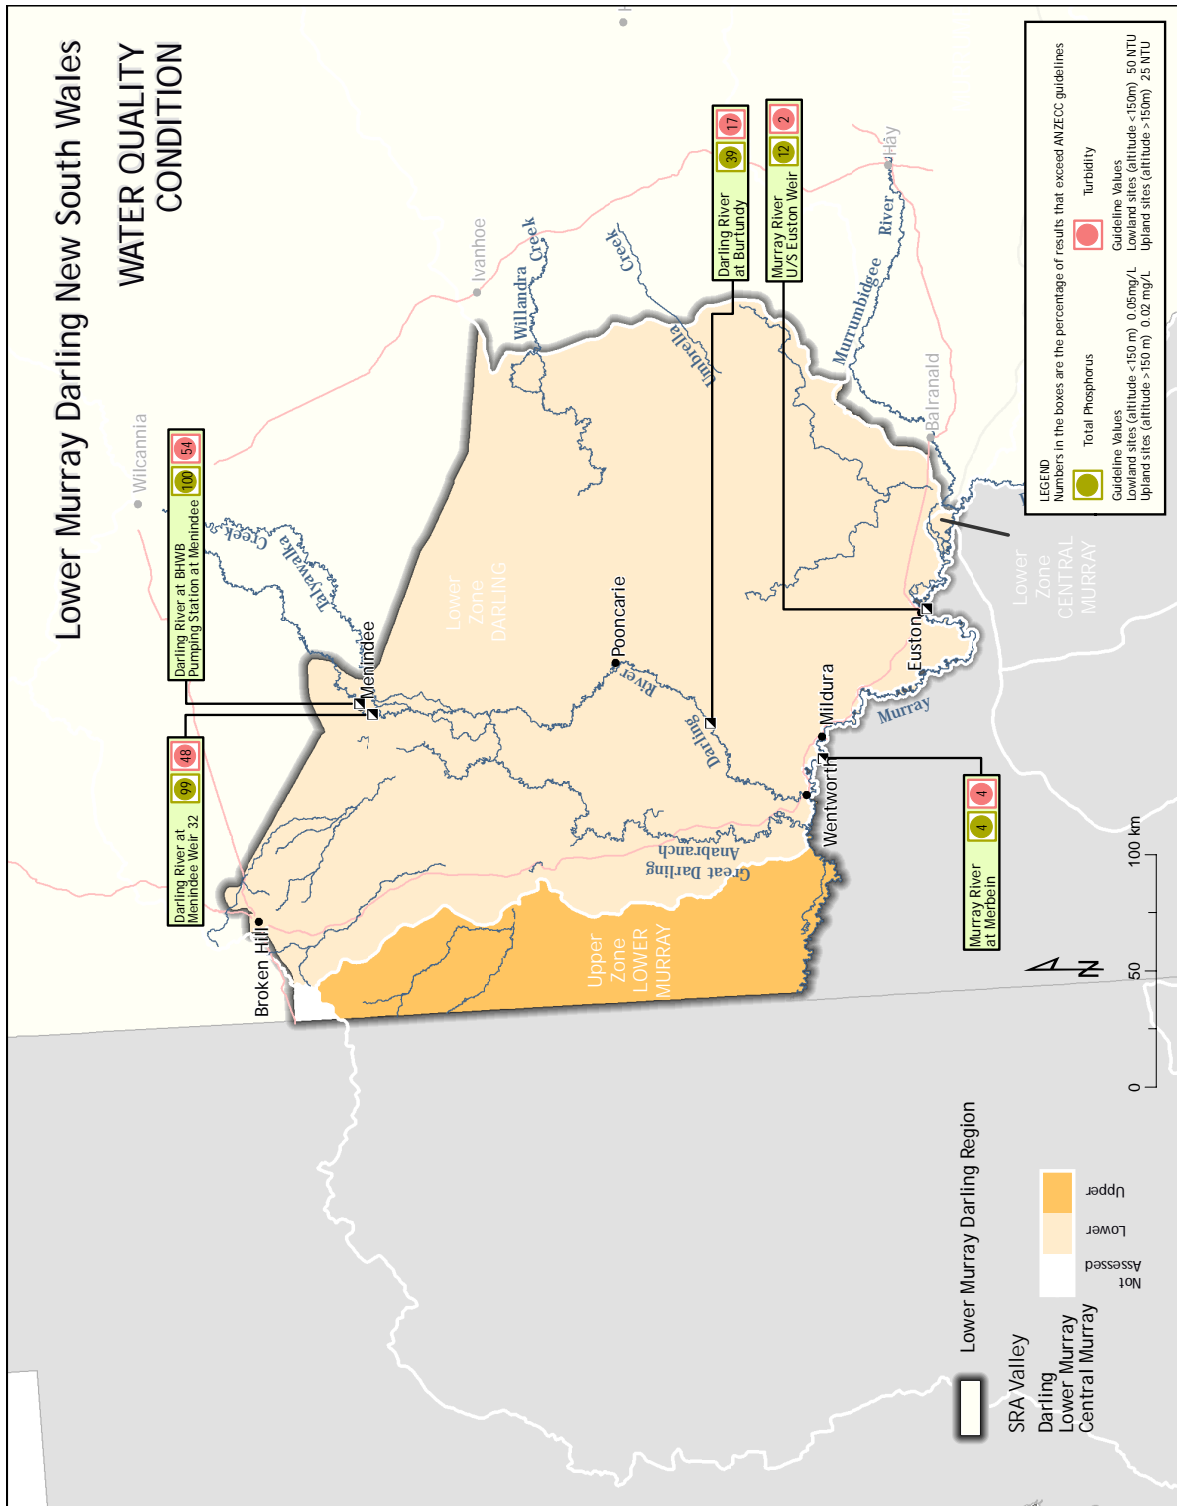 Lower Murray Darling New South Wales
WATER QUALITY
CONDITION
Wilcannia
Ivanhoe
Hay
Balranald
Talyawalka
Creek
Willandra
Creek
Umbrella
Creek
Murrumbidgee River
Darling River at BHWB
Pumping Station at Menindee
100
54
Darling River at
Menindee Weir 32
99
48
Darling River
at Burtundy
39
17
Murray River
U/S Euston Weir
12
2
Murray River
at Merbein
4
4
Broken Hill
Menindee
Pooncarie
Wentworth
Mildura
Euston
Darling
River
Great Darling
Anabranch
Murray
Lower
Zone
DARLING
Upper
Zone
LOWER
MURRAY
Lower
Zone
CENTRAL
MURRAY
LEGEND
Numbers in the boxes are the percentage of results that exceed ANZECC guidelines
Total Phosphorus
Guideline Values
Lowland sites (altitude <150 m) 0.05mg/L
Upland sites (altitude >150 m) 0.02 mg/L
Turbidity
Guideline Values
Lowland sites (altitude <150m) 50 NTU
Upland sites (altitude >150m) 25 NTU
N
0
50
100 km
Lower Murray Darling Region
SRA Valley
Darling
Lower Murray
Central Murray
Not
Assessed
Lower
Upper